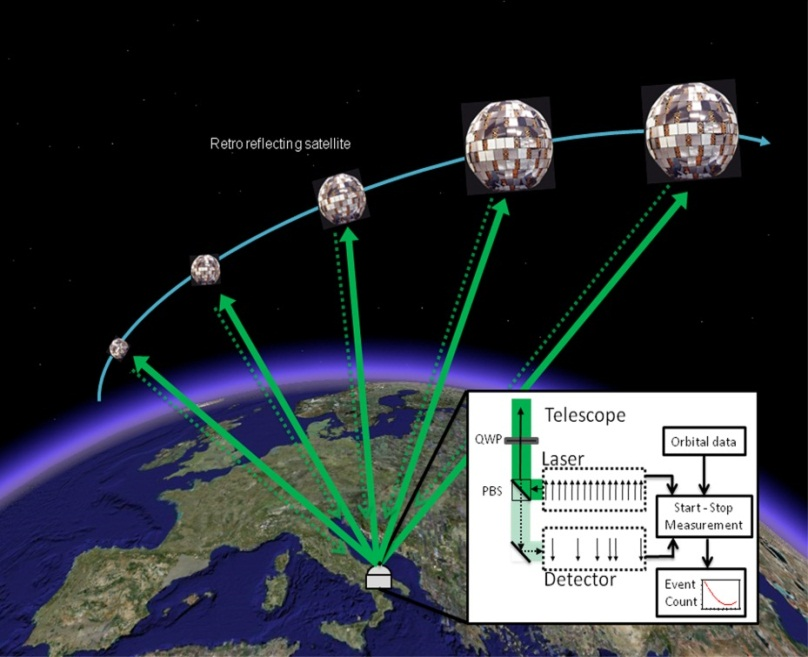 Retro reflecting satellite
Telescope
QWP
Orbital data
Laser
PBS
Start - Stop
Measurement
Detector
Event
Count